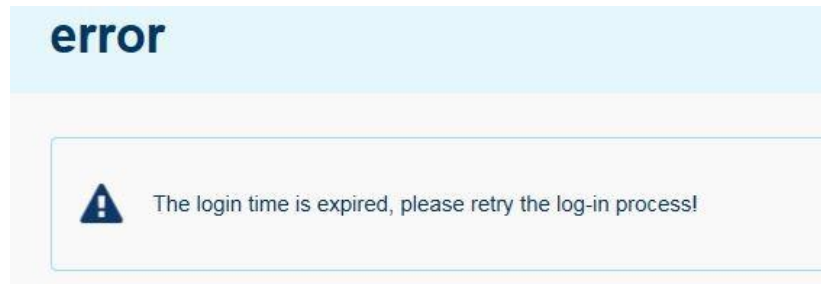 error
The login time is expired, please retry the log-in process!